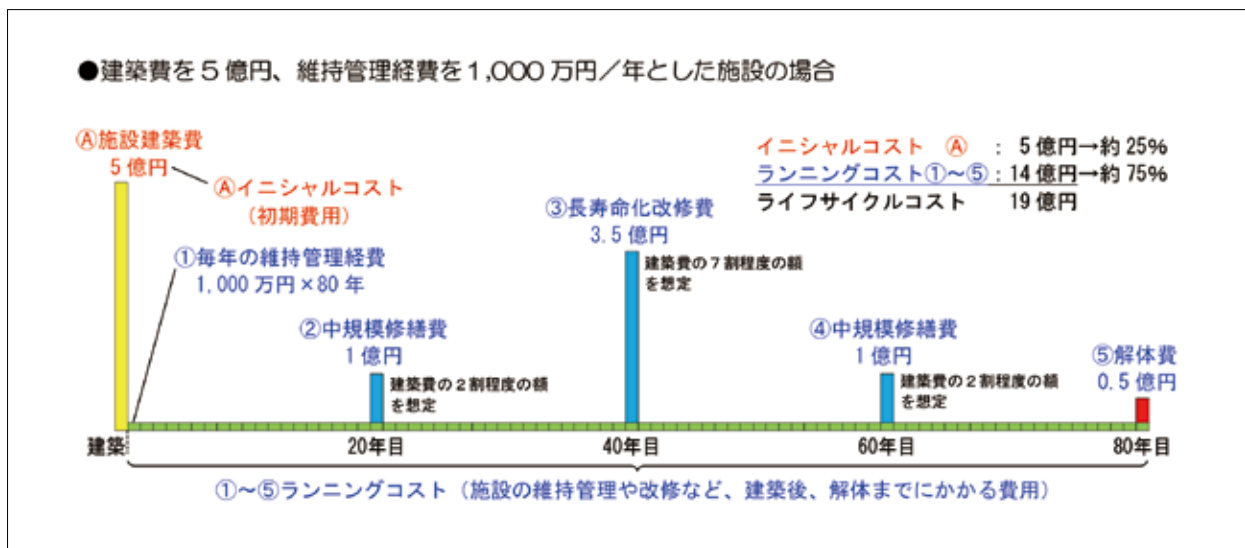 ●建築費を5億円、維持管理経費を1,000万円／年とした施設の場合
Ⓐ施設建築費
5億円
Ⓐイニシャルコスト
(初期費用)
イニシャルコスト Ⓐ : 5億円→約25%
ランニングコスト①～⑤:14億円→約75%
ライフサイクルコスト 19億円
①毎年の維持管理経費
1,000万円×80年
②中規模修繕費
1億円
建築費の2割程度の額
を想定
③長寿命化改修費
3.5億円
建築費の7割程度の額
を想定
④中規模修繕費
1億円
建築費の2割程度の額
を想定
⑤解体費
0.5億円
建築 20年目 40年目 60年目 80年目
①～⑤ランニングコスト（施設の維持管理や改修など、建築後、解体までにかかる費用）